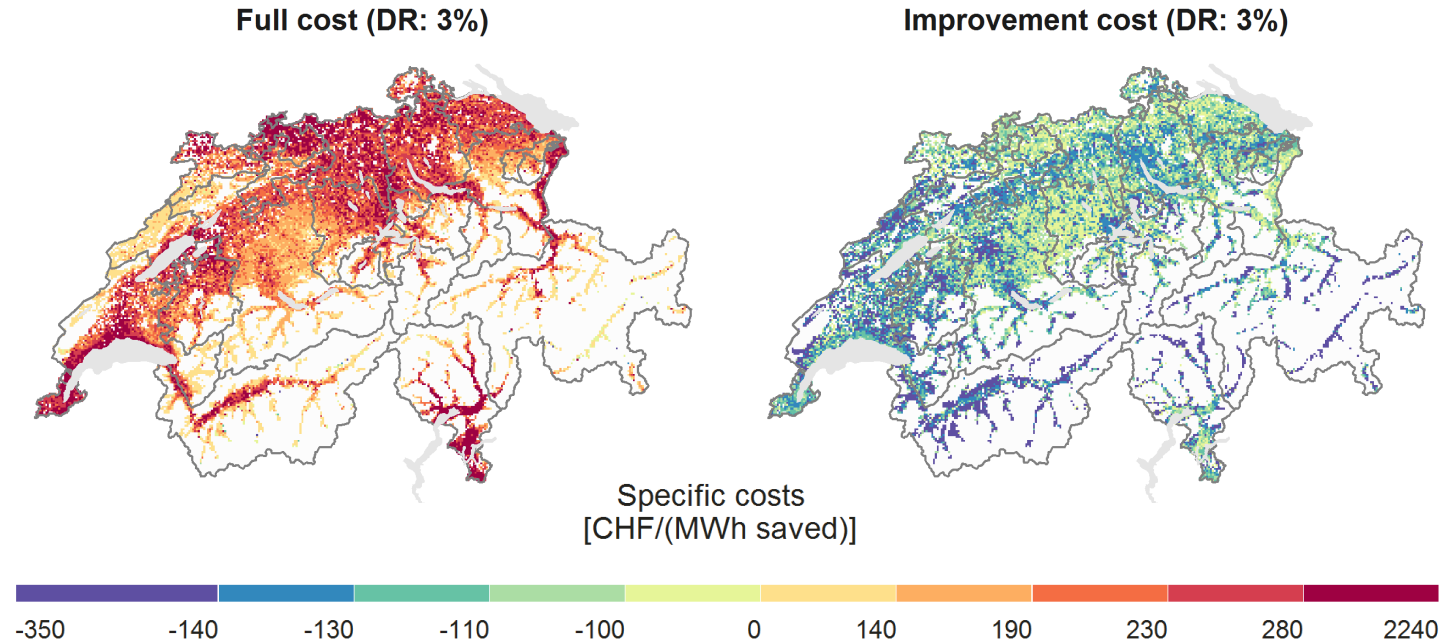 Full cost (DR: 3%)
Improvement cost (DR: 3%)
Specific costs
[CHF/(MWh saved)]
-350 -140 -130 -110 -100 0 140 190 230 280 2240